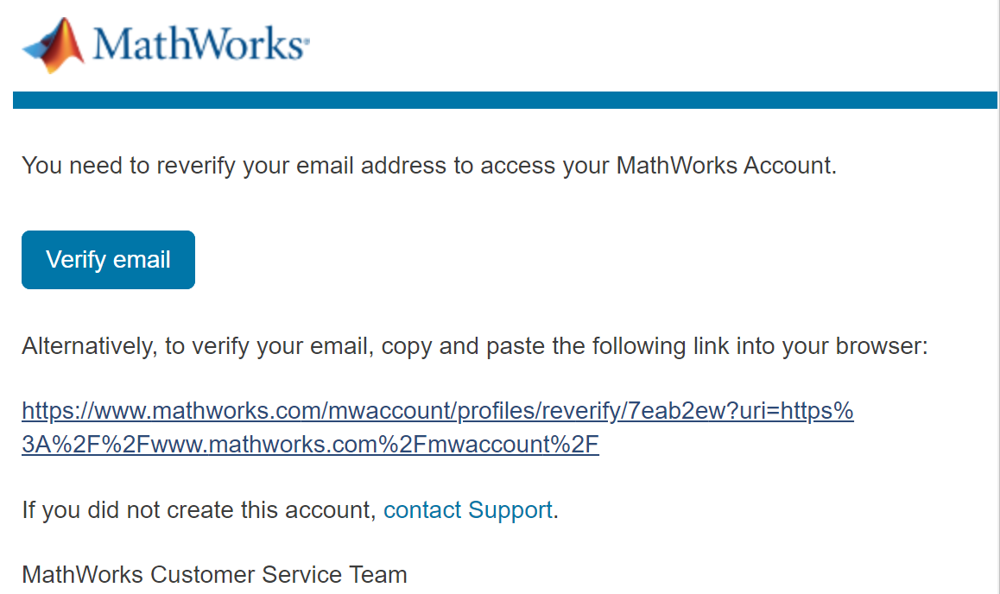 MathWorks®
You need to reverify your email address to access your MathWorks Account.
Verify email
Alternatively, to verify your email, copy and paste the following link into your browser:
https://www.mathworks.com/mwaccount/profiles/reverify/7eab2ew?uri=https%
3A%2F%2Fwww.mathworks.com%2Fmwaccount%2F
If you did not create this account, contact Support.
MathWorks Customer Service Team